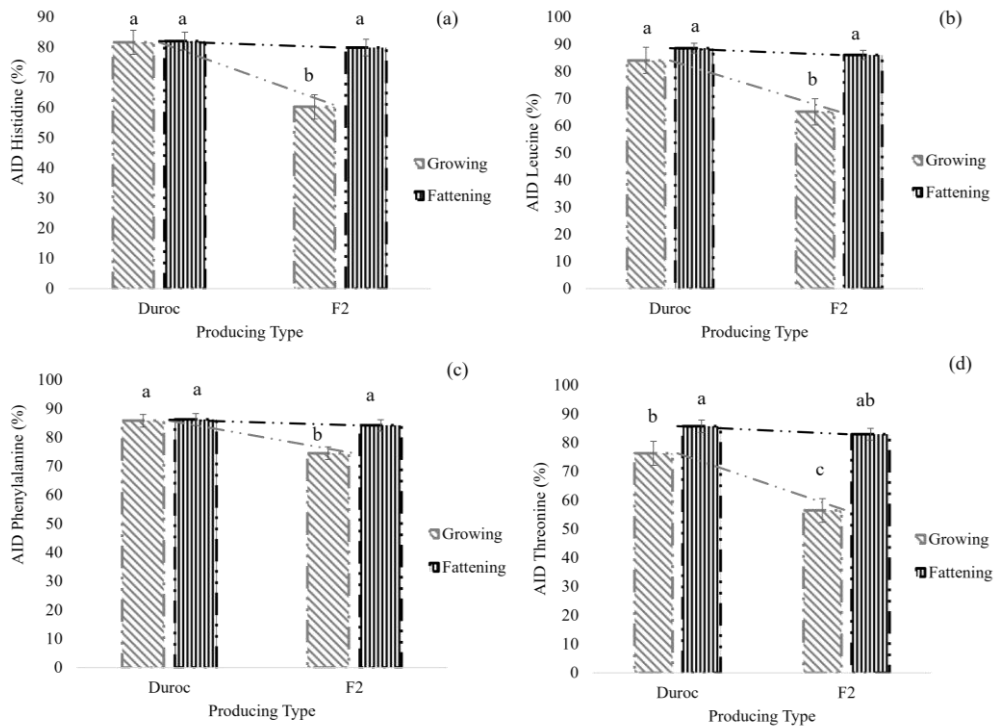 (a)
AID Histidine (%)
90
80
70
60
50
40
30
20
10
0
a
a
b
a
Growing
Fattening
Duroc
F2
Producing Type
(b)
AID Leucine (%)
100
90
80
70
60
50
40
30
20
10
0
a
a
b
a
Growing
Fattening
Duroc
F2
Producing Type
(c)
AID Phenylalanine (%)
100
90
80
70
60
50
40
30
20
10
0
a
a
b
a
Growing
Fattening
Duroc
F2
Producing Type
(d)
AID Threonine (%)
100
90
80
70
60
50
40
30
20
10
0
b
a
c
ab
Growing
Fattening
Duroc
F2
Producing Type